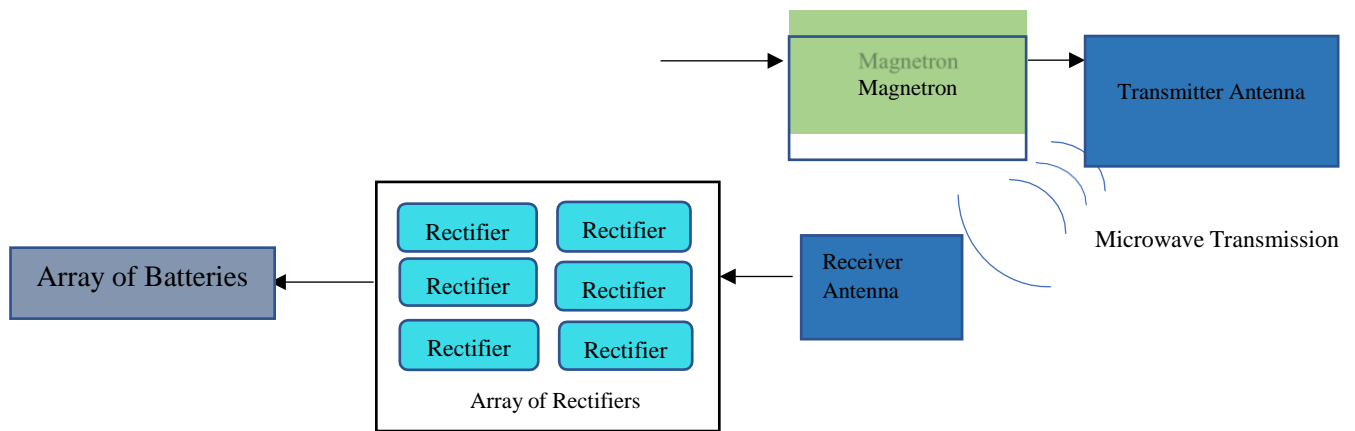 Magnetron
Magnetron
Transmitter Antenna
Microwave Transmission
Receiver
Antenna
Rectifier
Rectifier
Rectifier
Rectifier
Rectifier
Rectifier
Array of Rectifiers
Array of Batteries